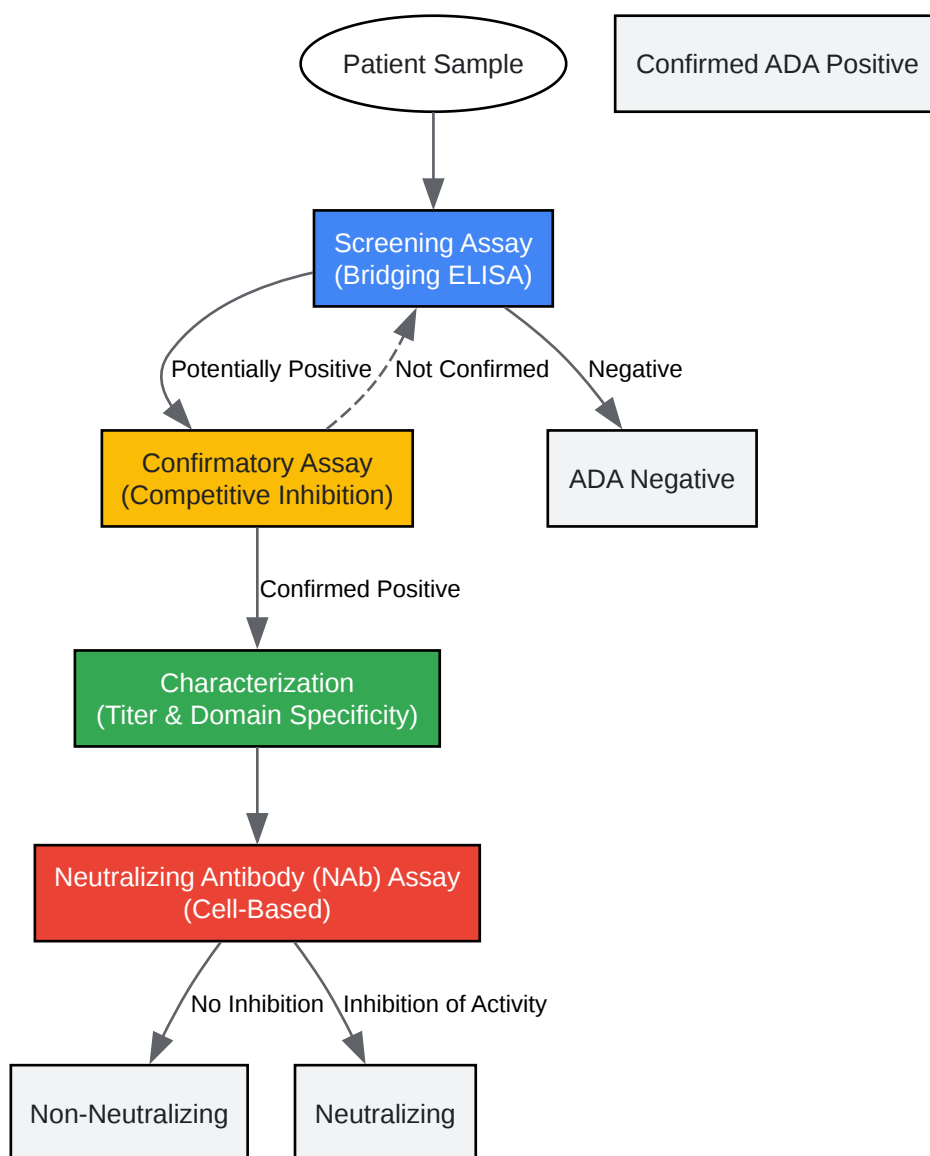 Patient Sample
Confirmed ADA Positive
Screening Assay
(Bridging ELISA)
Potentially Positive
Not Confirmed
Negative
Confirmatory Assay
(Competitive Inhibition)
ADA Negative
Confirmed Positive
Characterization
(Titer & Domain Specificity)
Neutralizing Antibody (NAb) Assay
(Cell-Based)
No Inhibition
Inhibition of Activity
Non-Neutralizing
Neutralizing